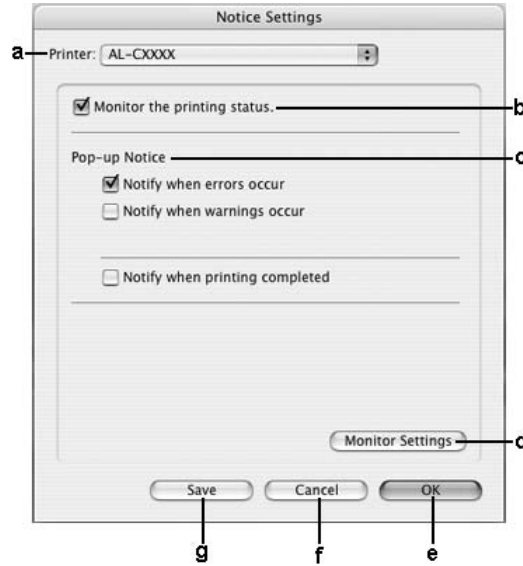 Notice Settings
a Printer: AL-CXXXX
Monitor the printing status. b
Pop-up Notice c
Notify when errors occur
Notify when warnings occur
Notify when printing completed
Monitor Settings d
Save Cancel OK
g f e